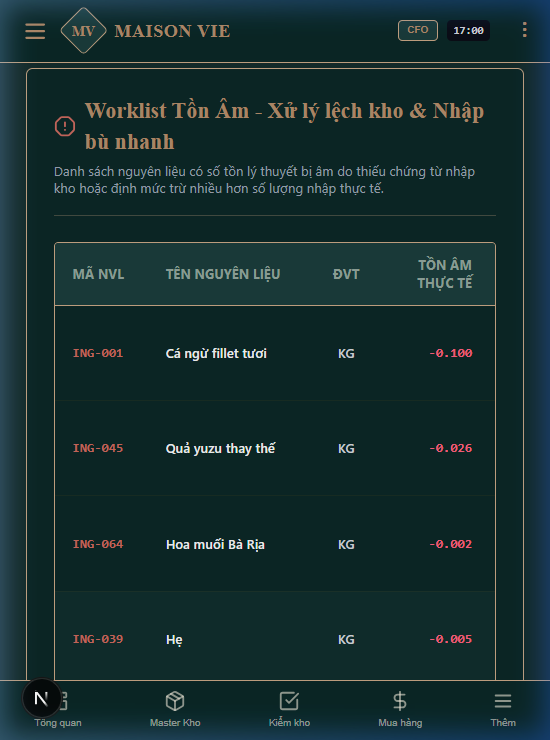 MV MAISON VIE CFO 17:00
Worklist Tồn Âm - Xử lý lệch kho & Nhập
bù nhanh
Danh sách nguyên liệu có số tồn lý thuyết bị âm do thiếu chứng từ nhập
kho hoặc định mức trừ nhiều hơn số lượng nhập thực tế.
MÃ NVL TÊN NGUYÊN LIỆU ĐVT TỒN ÂM
THỰC TẾ
ING-001 Cá ngừ fillet tươi KG -0.100
ING-045 Quả yuzu thay thế KG -0.026
ING-064 Hoa muối Bà Rịa KG -0.002
ING-039 Hẹ KG -0.005
N
Tổng quan Master Kho Kiểm kho Mua hàng Thêm